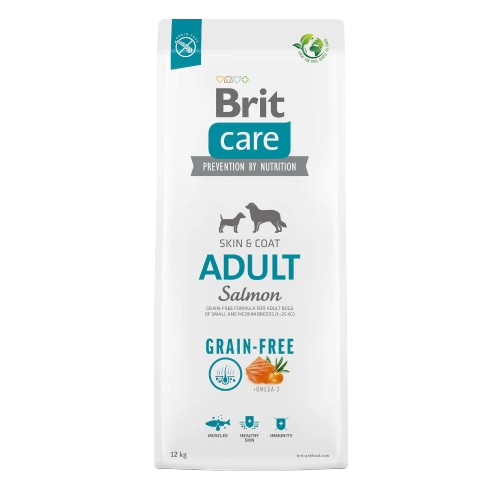 Brit
care
PREVENTION BY NUTRITION
SKIN & COAT
ADULT
Salmon
GRAIN-FREE FORMULA FOR ADULT DOGS
OF SMALL AND MEDIUM BREEDS (1–25 KG)
GRAIN-FREE
+OMEGA-3
MUSCLES
HEALTHY
SKIN
IMMUNITY
12 kg
brit-petfood.com